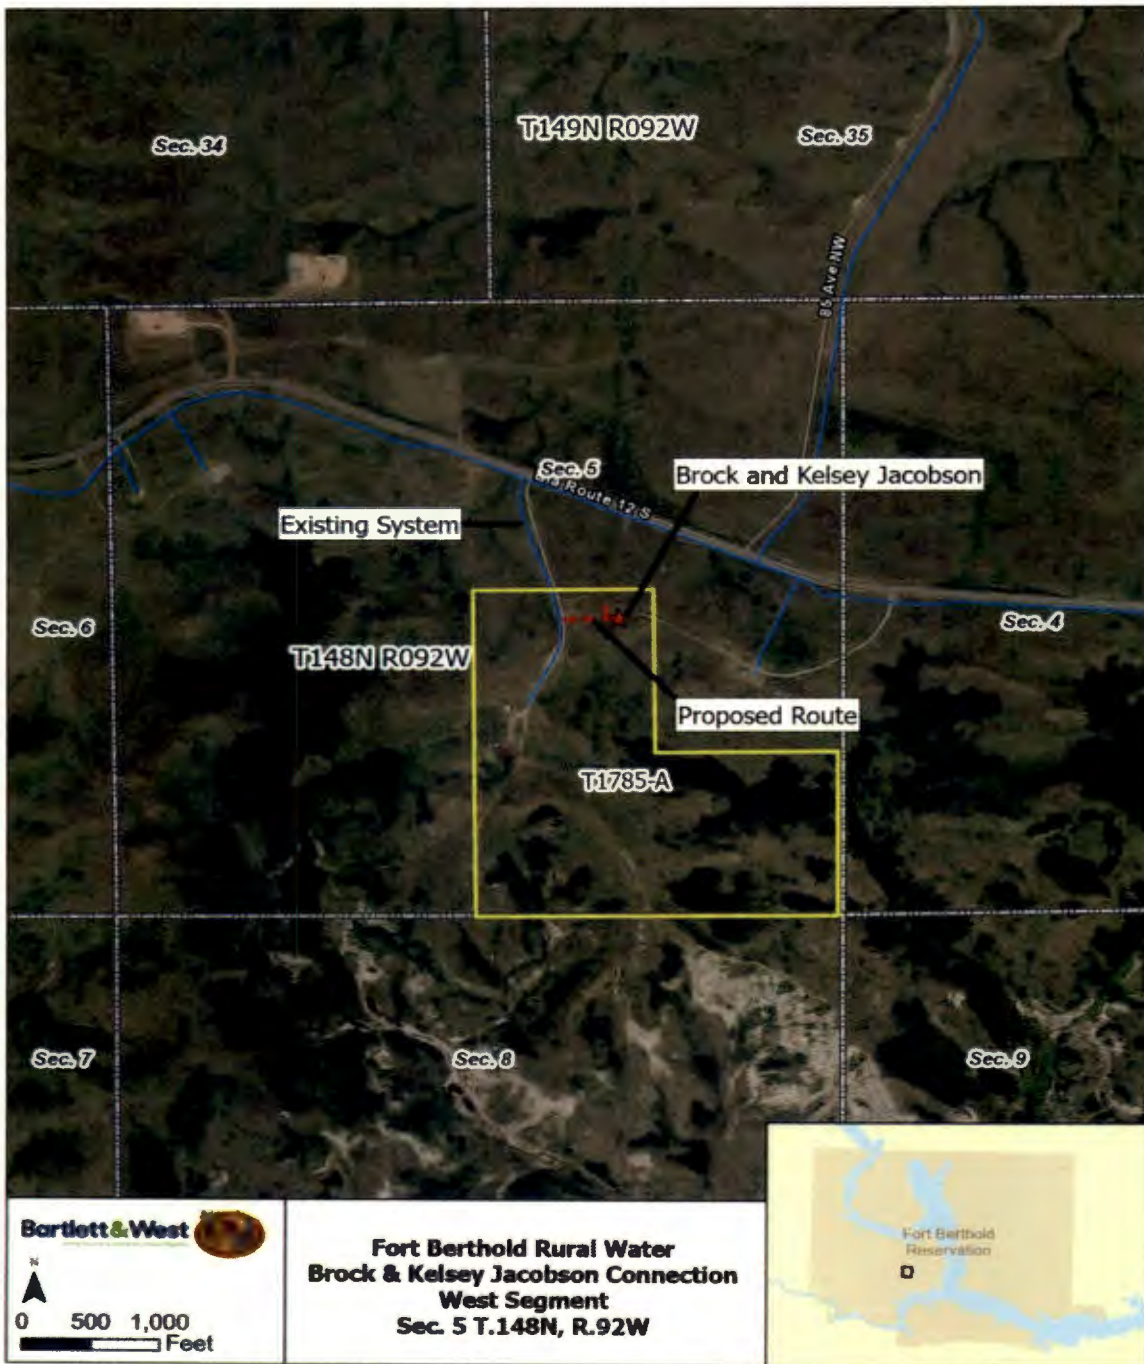 T149N R092W
Sec. 34
Sec. 35
86 Ave NW
Sec. 5
Route 12 S
Brock and Kelsey Jacobson
Existing System
Sec. 6
Sec. 4
T148N R092W
Proposed Route
T1785-A
Sec. 7
Sec. 8
Sec. 9
Bartlett&West
N
0 500 1,000
Feet
Fort Berthold Rural Water
Brock & Kelsey Jacobson Connection
West Segment
Sec. 5 T.148N, R.92W
Fort Berthold
Reservation